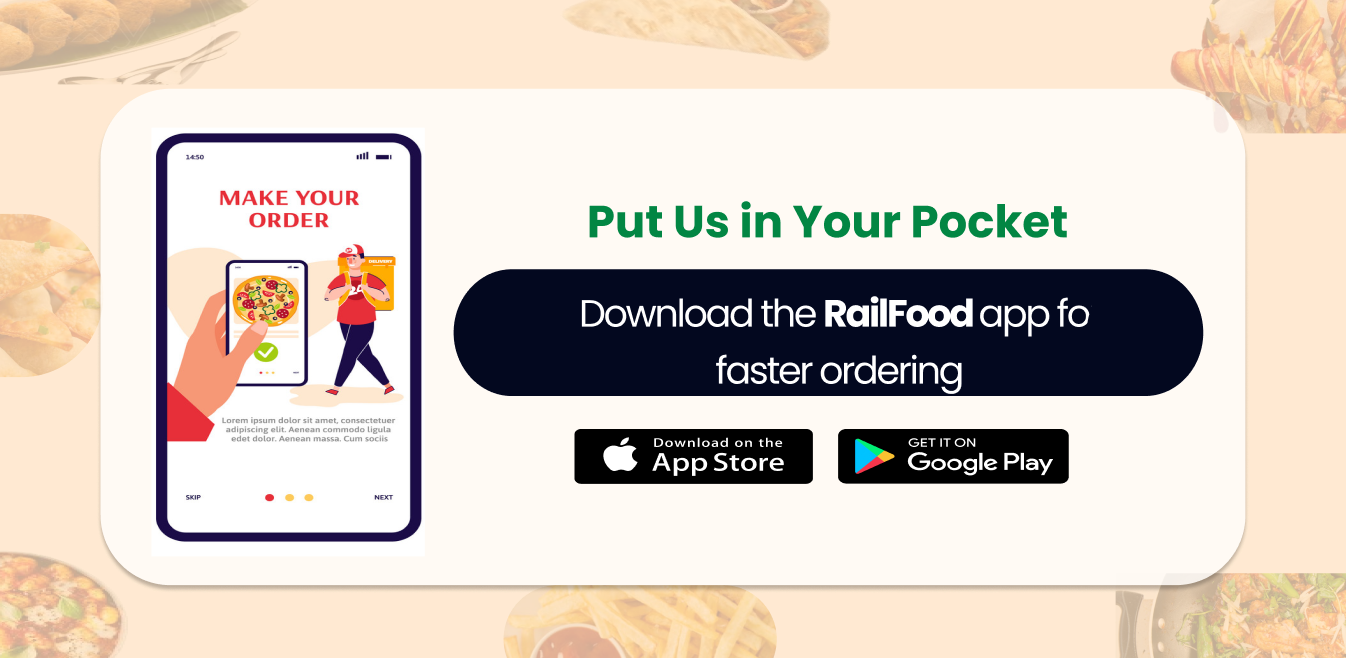 14:50
MAKE YOUR
ORDER
DELIVERY
Lorem ipsum dolor sit amet, consectetuer
adipiscing elit. Aenean commodo ligula
edet dolor. Aenean massa. Cum sociis
SKIP
NEXT
Put Us in Your Pocket
Download the RailFood app fo
faster ordering
Download on the
App Store
GET IT ON
Google Play